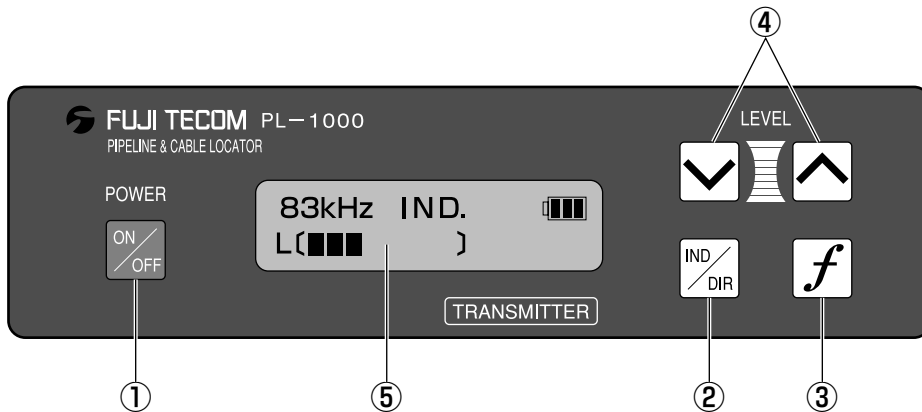 ④
FUJI TECOM PL-1000
PIPELINE & CABLE LOCATOR
LEVEL
POWER
ON/OFF
83kHz IND.
L[ ]
IND/DIR
f
TRANSMITTER
① ⑤ ② ③